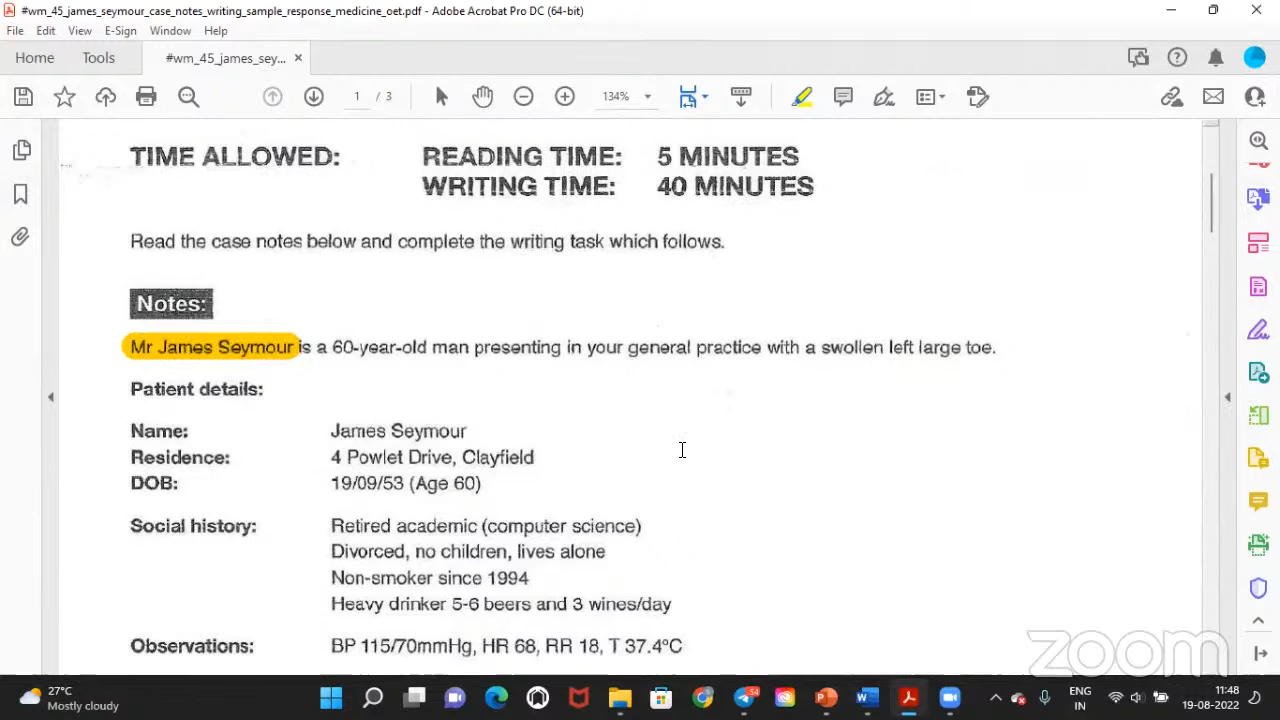 #wm_45_james_seymour_case_notes_writing_sample_response_medicine_oet.pdf - Adobe Acrobat Pro DC (64-bit)
File Edit View E-Sign Window Help
Home Tools #wm_45_james_sey... ×
1 / 3 134%
TIME ALLOWED: READING TIME: 5 MINUTES
WRITING TIME: 40 MINUTES
Read the case notes below and complete the writing task which follows.
Notes:
Mr James Seymour is a 60-year-old man presenting in your general practice with a swollen left large toe.
Patient details:
Name: James Seymour
Residence: 4 Powlet Drive, Clayfield
DOB: 19/09/53 (Age 60)
Social history: Retired academic (computer science)
Divorced, no children, lives alone
Non-smoker since 1994
Heavy drinker 5-6 beers and 3 wines/day
Observations: BP 115/70mmHg, HR 68, RR 18, T 37.4ºC
zoom
27°C
Mostly cloudy
54
ENG
IN
11:48
19-08-2022